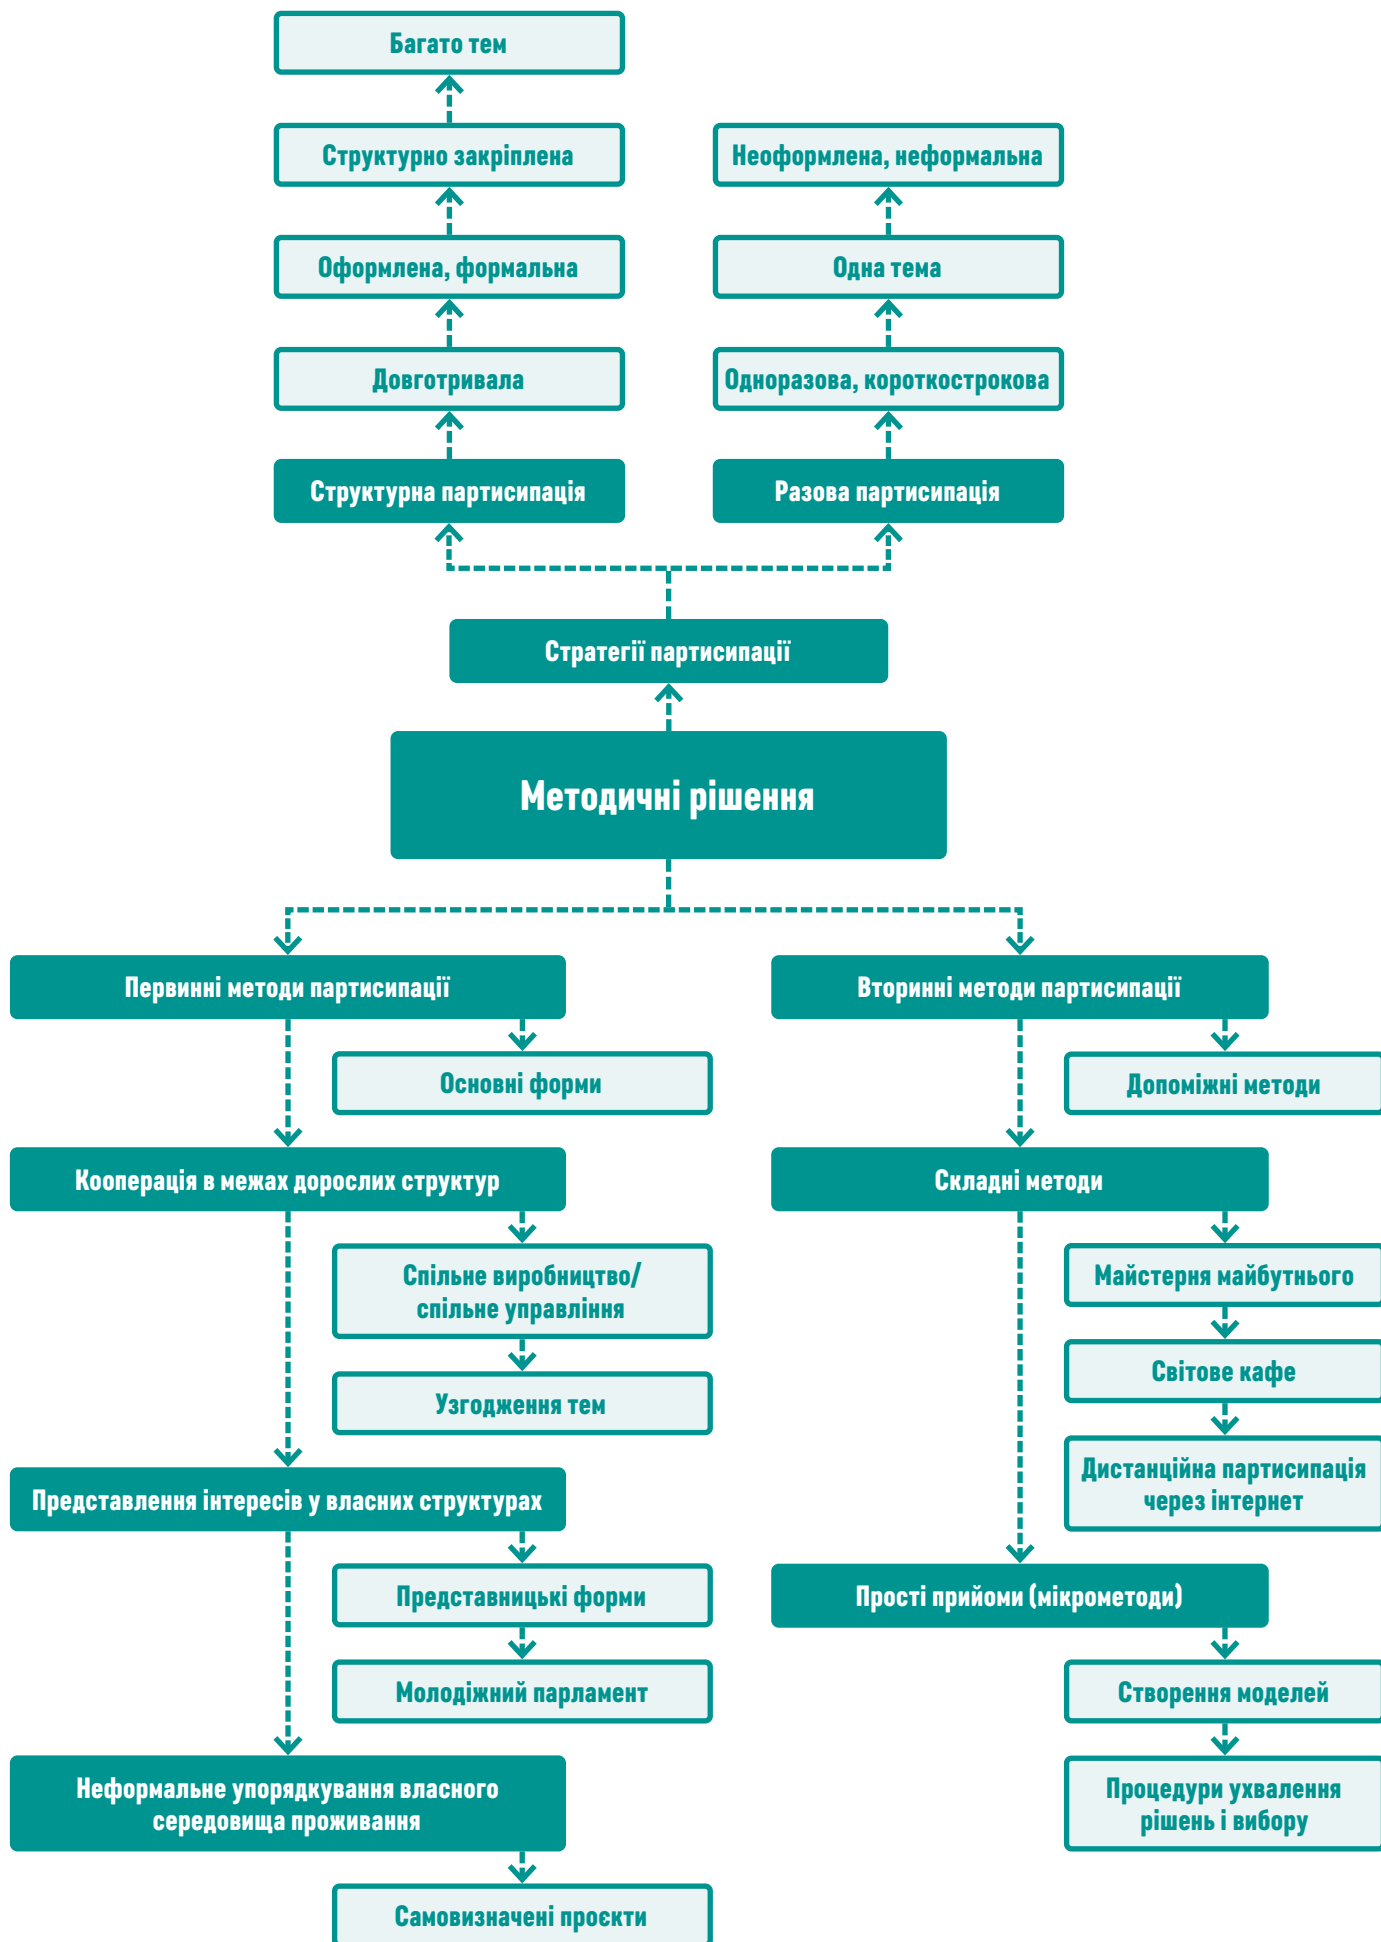 Багато тем
Структурно закріплена
Неоформлена, неформальна
Оформлена, формальна
Одна тема
Довготривала
Одноразова, короткострокова
Структурна партисипація
Разова партисипація
Стратегії партисипації
Методичні рішення
Первинні методи партисипації
Вторинні методи партисипації
Основні форми
Допоміжні методи
Кооперація в межах дорослих структур
Складні методи
Спільне виробництво/
спільне управління
Майстерня майбутнього
Світове кафе
Узгодження тем
Дистанційна партисипація
через інтернет
Представлення інтересів у власних структурах
Представницькі форми
Прості прийоми (мікрометоди)
Молодіжний парламент
Створення моделей
Неформальне упорядкування власного
середовища проживання
Процедури ухвалення
рішень і вибору
Самовизначені проєкти